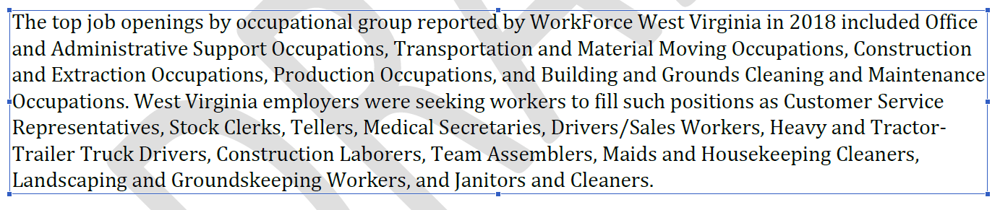 The top job openings by occupational group reported by WorkForce West Virginia in 2018 included Office
and Administrative Support Occupations, Transportation and Material Moving Occupations, Construction
and Extraction Occupations, Production Occupations, and Building and Grounds Cleaning and Maintenance
Occupations. West Virginia employers were seeking workers to fill such positions as Customer Service
Representatives, Stock Clerks, Tellers, Medical Secretaries, Drivers/Sales Workers, Heavy and Tractor-
Trailer Truck Drivers, Construction Laborers, Team Assemblers, Maids and Housekeeping Cleaners,
Landscaping and Groundskeeping Workers, and Janitors and Cleaners.